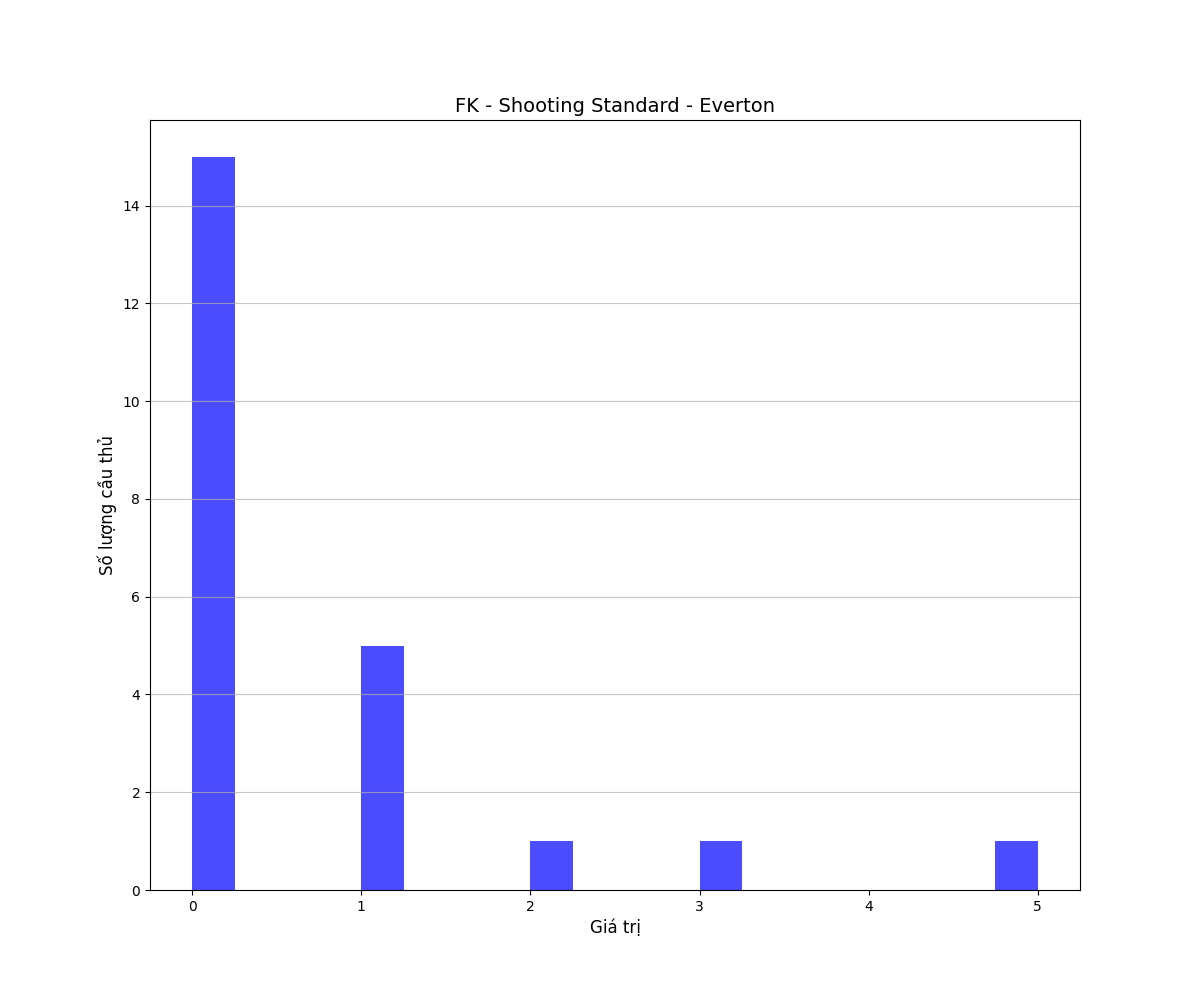 FK - Shooting Standard - Everton
Số lượng cầu thủ
14
12
10
8
6
4
2
0
0 1 2 3 4 5
Giá trị